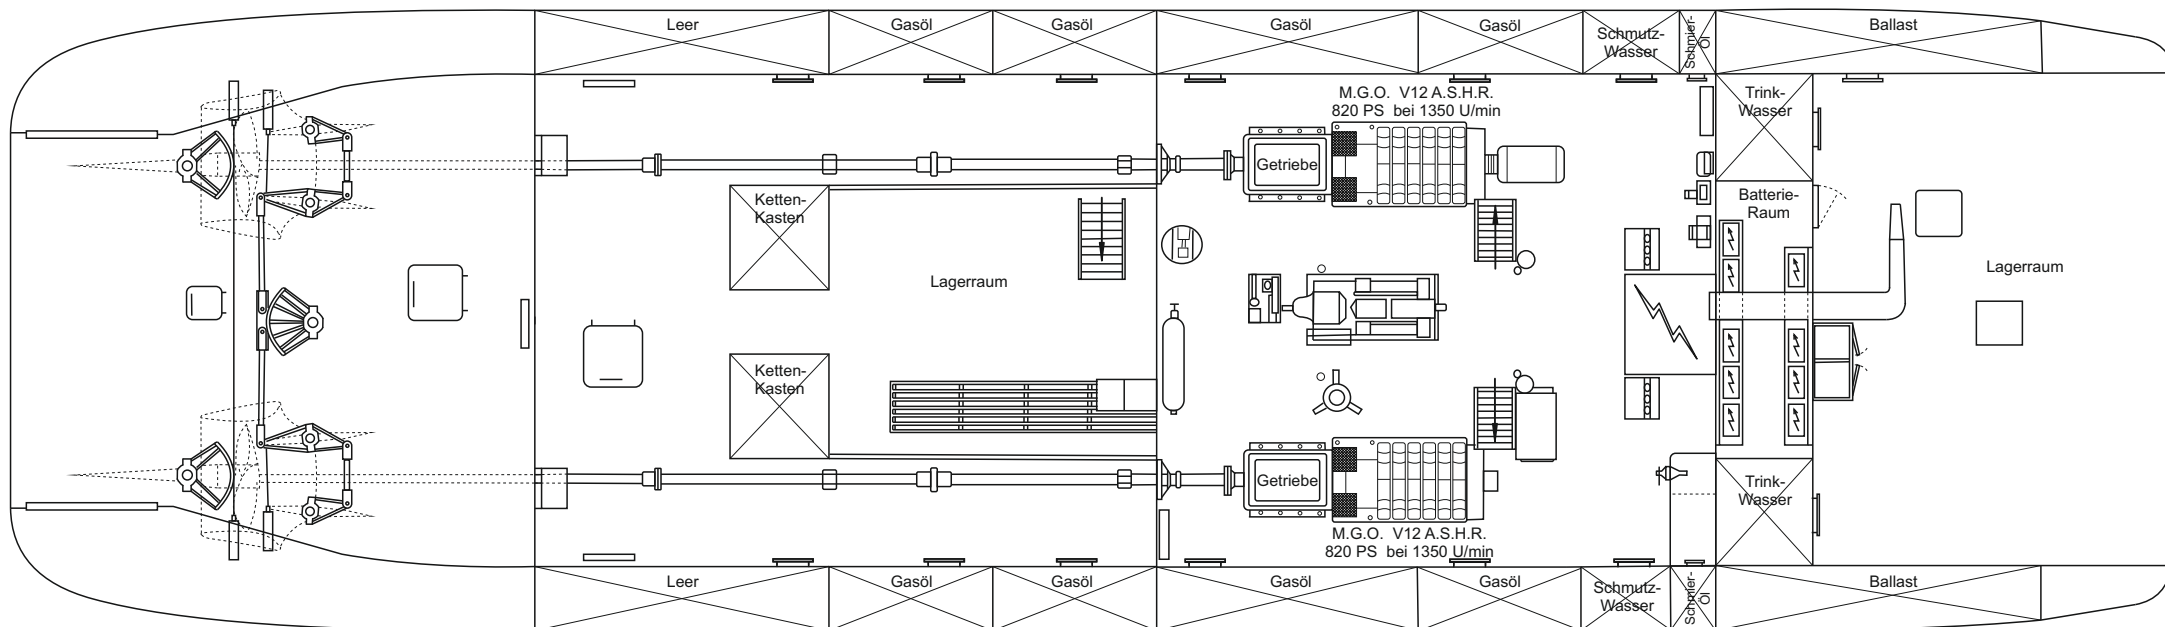 Leer
Gasöl
Gasöl
Gasöl
Gasöl
Schmutz-
Wasser
Schmier-
Öl
Ballast
M.G.O. V12 A.S.H.R.
820 PS bei 1350 U/min
Trink-
Wasser
Getriebe
Ketten-
Kasten
Batterie-
Raum
Lagerraum
Lagerraum
Ketten-
Kasten
Getriebe
Trink-
Wasser
M.G.O. V12 A.S.H.R.
820 PS bei 1350 U/min
Leer
Gasöl
Gasöl
Gasöl
Gasöl
Schmutz-
Wasser
Schmier-
Öl
Ballast